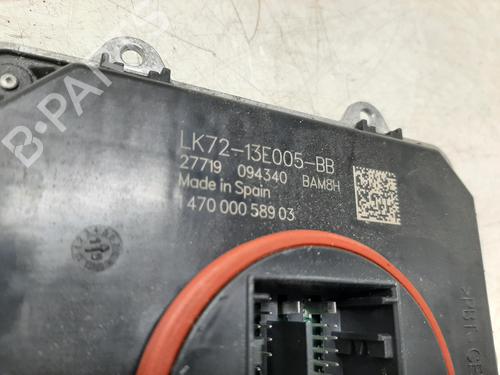 B-PARTS
LK72-13E005-BB
27719 094340 BAM8H
Made in Spain
1 470 000 589 03